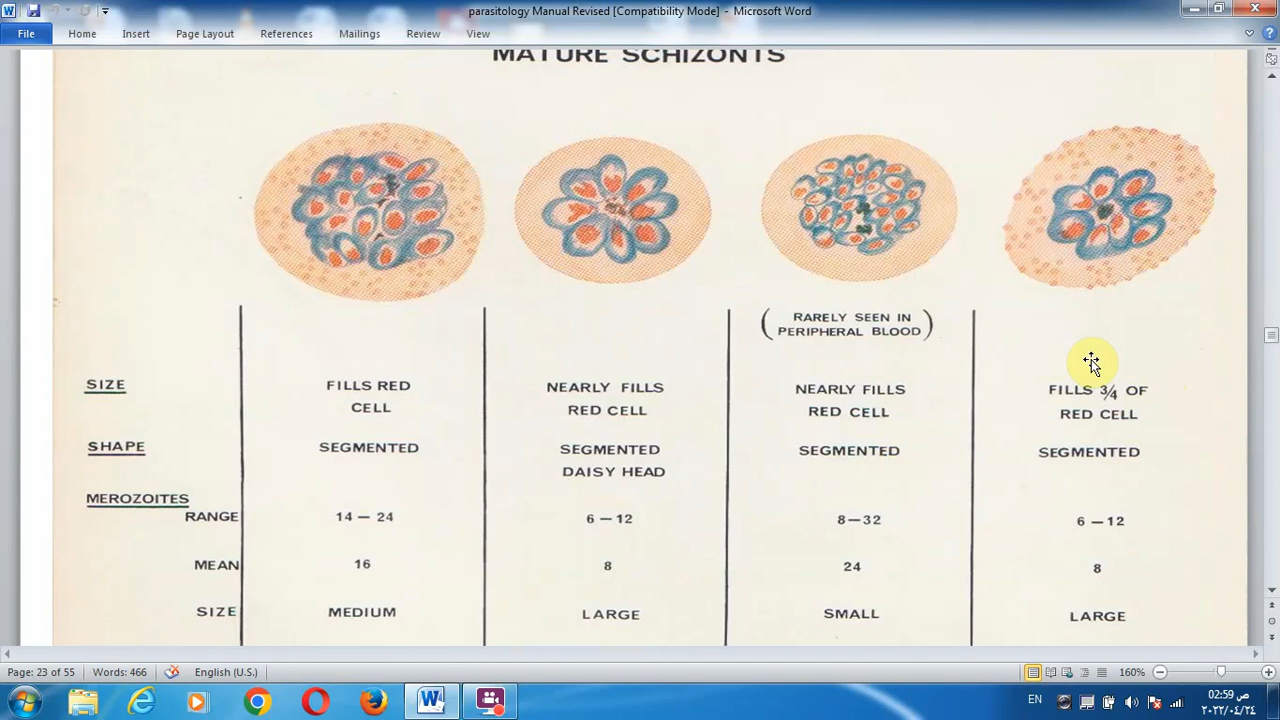 parasitology Manual Revised [Compatibility Mode] - Microsoft Word
File Home Insert Page Layout References Mailings Review View
MATURE SCHIZONTS
( RARELY SEEN IN
PERIPHERAL BLOOD )
SIZE
FILLS RED
CELL
NEARLY FILLS
RED CELL
NEARLY FILLS
RED CELL
FILLS 3/4 OF
RED CELL
SHAPE
SEGMENTED
SEGMENTED
DAISY HEAD
SEGMENTED
SEGMENTED
MEROZOITES
RANGE 14 – 24 6 – 12 8–32 6 – 12
MEAN 16 8 24 8
SIZE MEDIUM LARGE SMALL LARGE
Page: 23 of 55 Words: 466 English (U.S.) 160%
EN
02:59 ص
٢٠٢٢/٠٤/٢٤